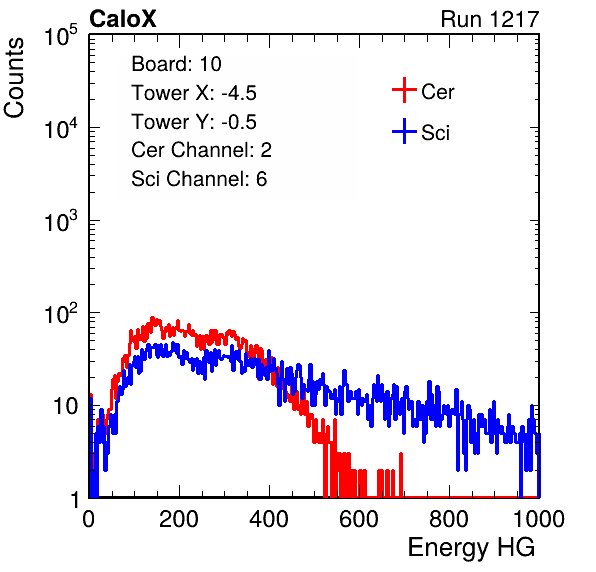 CaloX
Run 1217
Counts
10^5
10^4
10^3
10^2
10
1
Board: 10
Tower X: -4.5
Tower Y: -0.5
Cer Channel: 2
Sci Channel: 6
Cer
Sci
0 200 400 600 800 1000
Energy HG